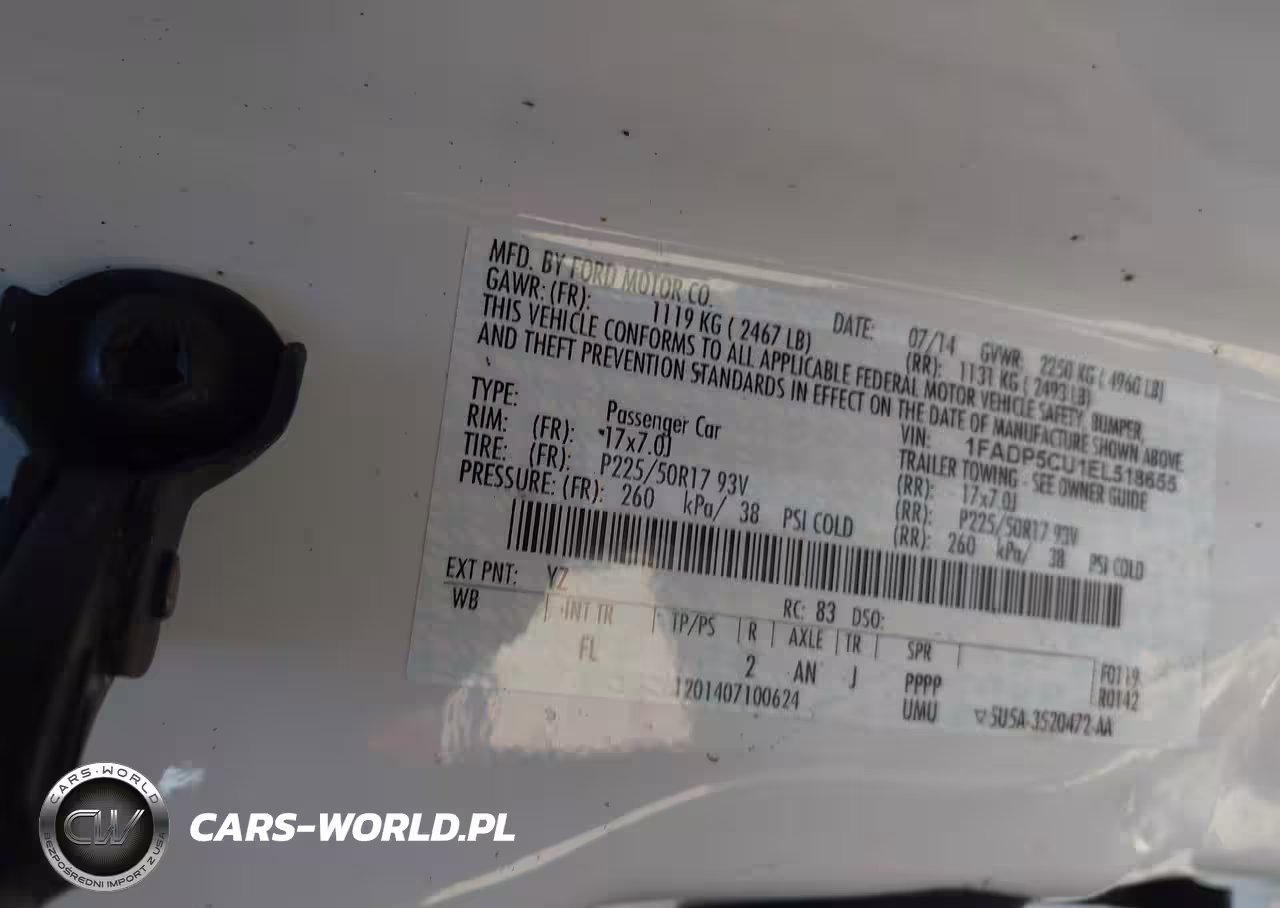 MFD. BY FORD MOTOR CO.
DATE: 07/14 GVWR: 2250 KG ( 4960 LB)
GAWR: (FR): 1119 KG ( 2467 LB) (RR): 1131 KG ( 2493 LB)
THIS VEHICLE CONFORMS TO ALL APPLICABLE FEDERAL MOTOR VEHICLE SAFETY, BUMPER,
AND THEFT PREVENTION STANDARDS IN EFFECT ON THE DATE OF MANUFACTURE SHOWN ABOVE.
VIN: 1FADP5CU1EL518655
TYPE: Passenger Car TRAILER TOWING - SEE OWNER GUIDE
RIM: (FR): 17x7.0J (RR): 17x7.0J
TIRE: (FR): P225/50R17 93V (RR): P225/50R17 93V
PRESSURE: (FR): 260 kPa/ 38 PSI COLD (RR): 260 kPa/ 38 PSI COLD
EXT PNT: YZ RC: 83 DSO:
WB INT TR TP/PS R AXLE TR SPR F0119
FL 2 AN J PPPP R0142
1201407100624 UMU ▽5U5A-3520472-AA
CARS-WORLD
CW
BEZPOŚREDNI IMPORT Z USA
CARS-WORLD.PL